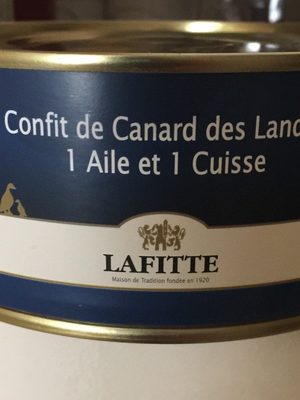 Confit de Canard des Land
1 Aile et 1 Cuisse
LAFITTE
Maison de Tradition fondée en 1920